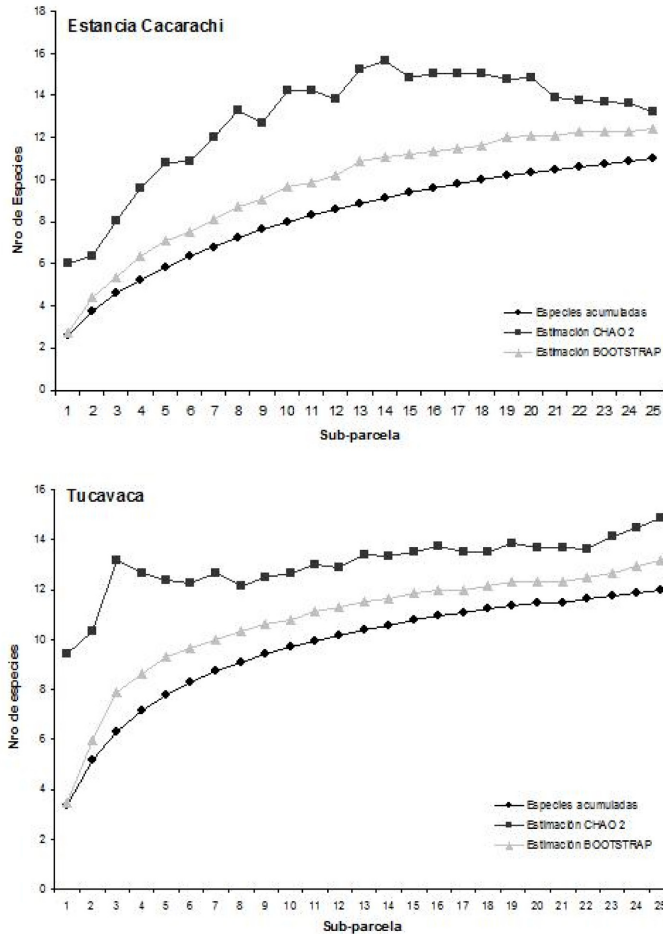 Estancia Cacarachi
Nro de Especies
18
16
14
12
10
8
6
4
2
0
Especies acumuladas
Estimación CHAO 2
Estimación BOOTSTRAP
1 2 3 4 5 6 7 8 9 10 11 12 13 14 15 16 17 18 19 20 21 22 23 24 25
Sub-parcela
Tucavaca
Nro de especies
16
14
12
10
8
6
4
2
0
Especies acumuladas
Estimación CHAO 2
Estimación BOOTSTRAP
1 2 3 4 5 6 7 8 9 10 11 12 13 14 15 16 17 18 19 20 21 22 23 24 25
Sub-parcela